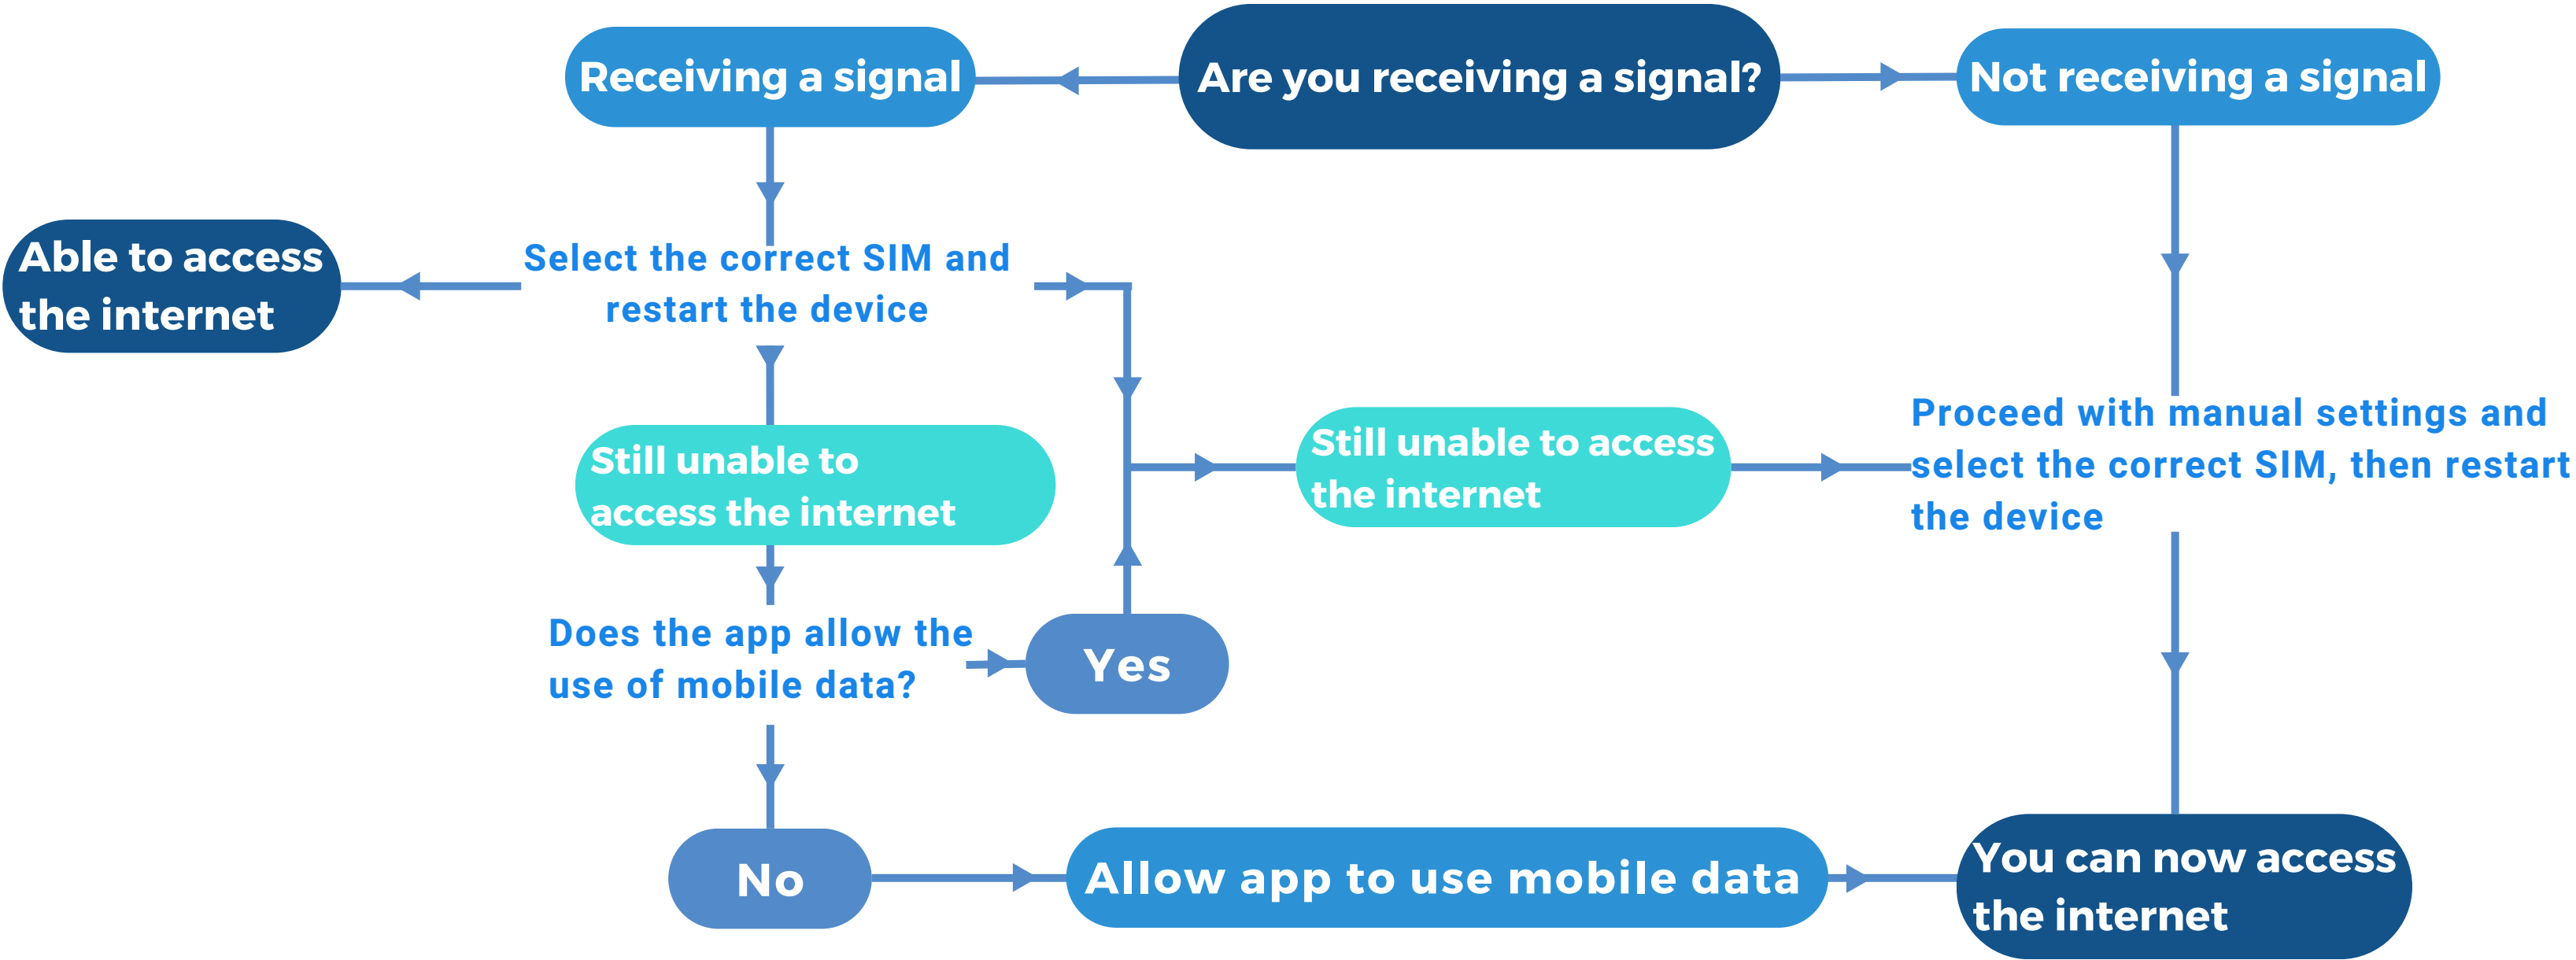 Receiving a signal
Are you receiving a signal?
Not receiving a signal
Able to access
the internet
Select the correct SIM and
restart the device
Still unable to
access the internet
Still unable to access
the internet
Proceed with manual settings and
select the correct SIM, then restart
the device
Does the app allow the
use of mobile data?
Yes
No
Allow app to use mobile data
You can now access
the internet